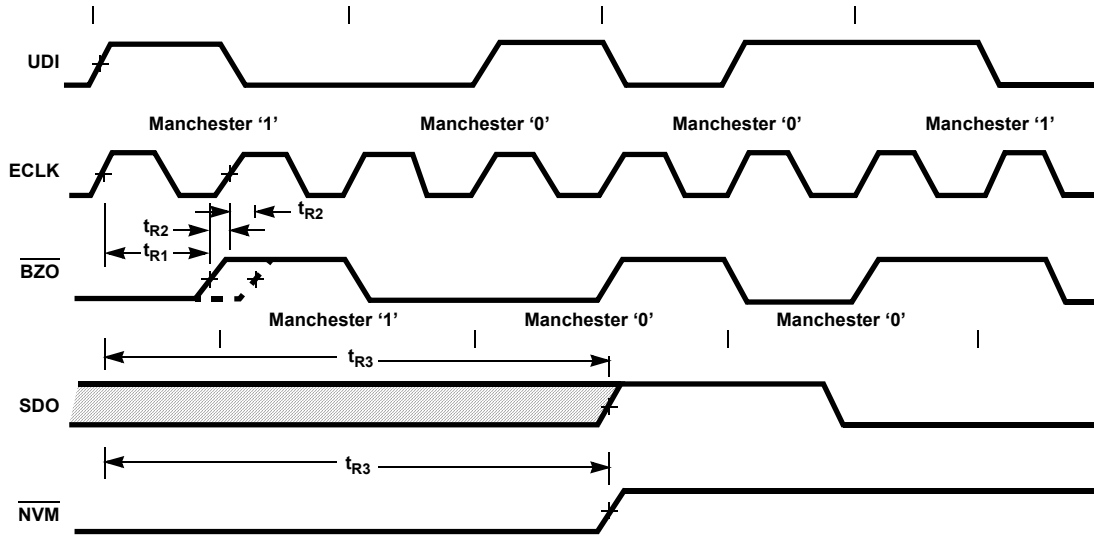 UDI
Manchester ‘1’ Manchester ‘0’ Manchester ‘0’ Manchester ‘1’
ECLK
tR2
tR2
tR1
BZO
Manchester ‘1’ Manchester ‘0’ Manchester ‘0’
tR3
SDO
tR3
NVM